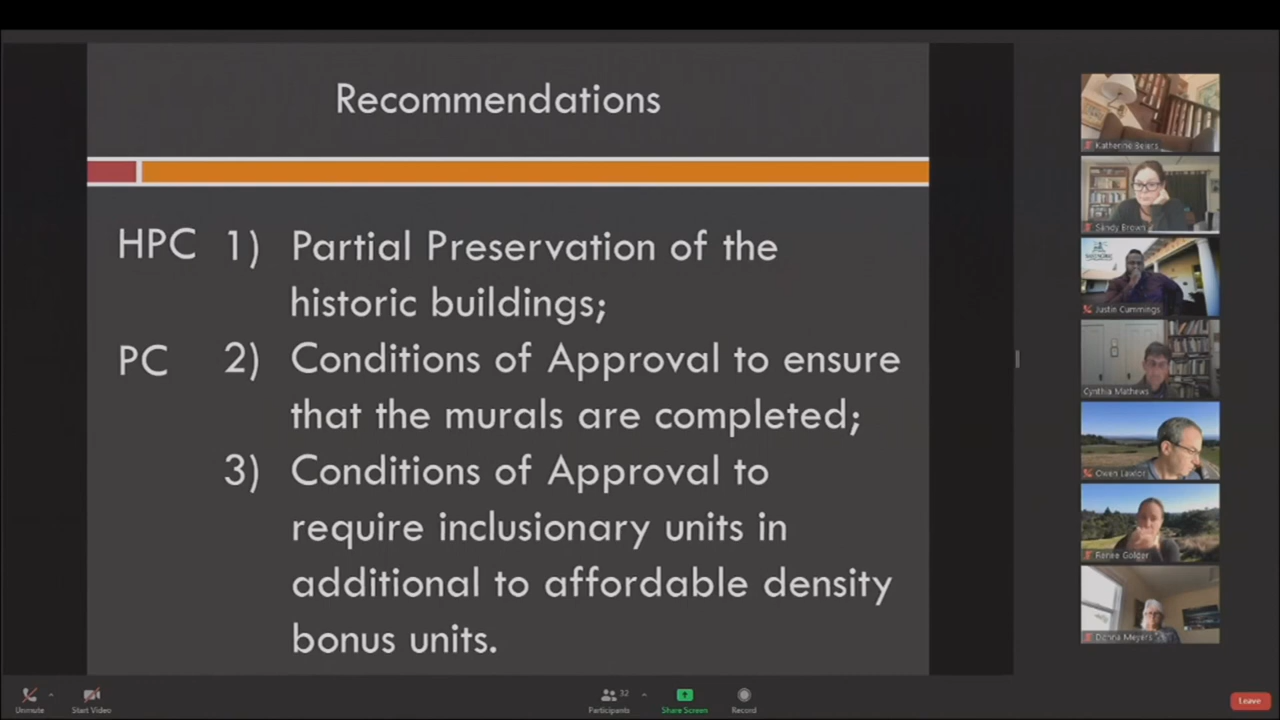 Recommendations
HPC 1) Partial Preservation of the
historic buildings;
PC 2) Conditions of Approval to ensure
that the murals are completed;
3) Conditions of Approval to
require inclusionary units in
additional to affordable density
bonus units.
Katherine Beiers
Sandy Brown
Justin Cummings
Cynthia Mathews
Owen Lawlor
Renee Golder
Donna Meyers
Unmute
Start Video
32
Participants
Share Screen
Record
Leave